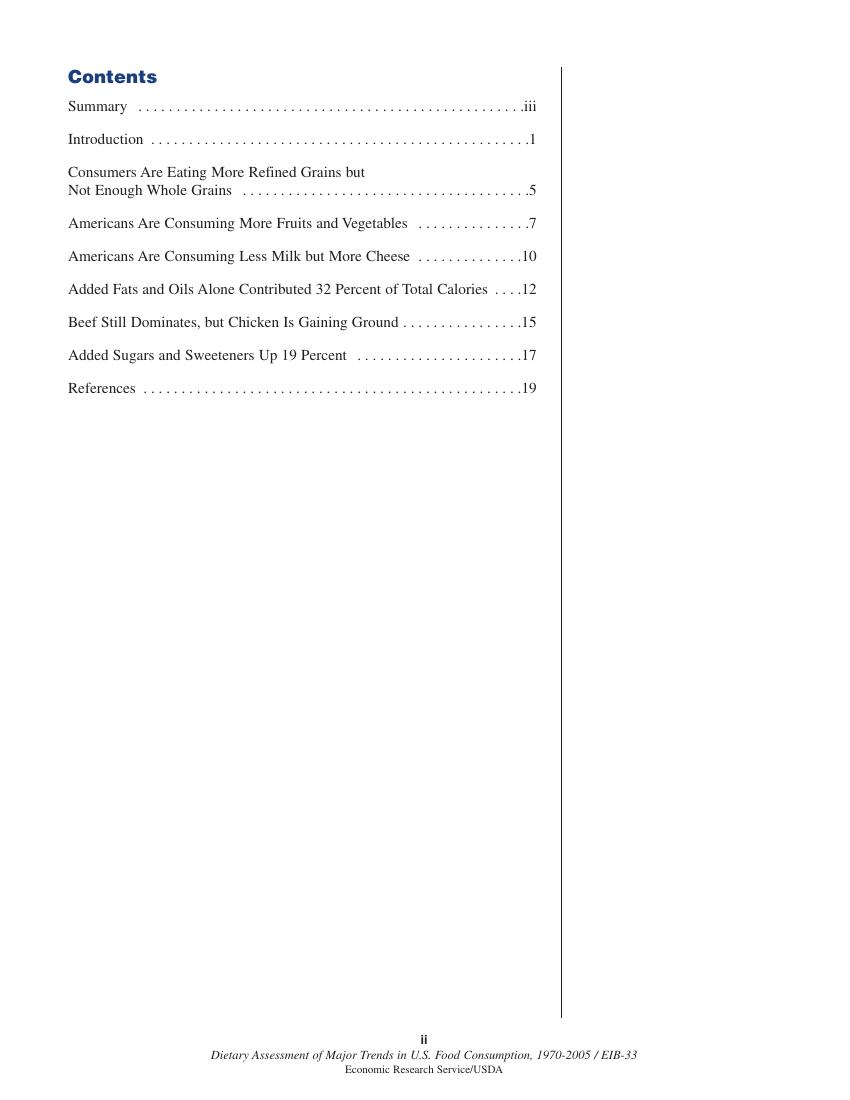 Contents
Summary . . . . . . . . . . . . . . . . . . . . . . . . . . . . . . . . . . . . . . . . . . . . . . . . . . .iii
Introduction . . . . . . . . . . . . . . . . . . . . . . . . . . . . . . . . . . . . . . . . . . . . . . . . . .1
Consumers Are Eating More Refined Grains but
Not Enough Whole Grains . . . . . . . . . . . . . . . . . . . . . . . . . . . . . . . . . . . . . .5
Americans Are Consuming More Fruits and Vegetables . . . . . . . . . . . . . . .7
Americans Are Consuming Less Milk but More Cheese . . . . . . . . . . . . . .10
Added Fats and Oils Alone Contributed 32 Percent of Total Calories . . . .12
Beef Still Dominates, but Chicken Is Gaining Ground . . . . . . . . . . . . . . . .15
Added Sugars and Sweeteners Up 19 Percent . . . . . . . . . . . . . . . . . . . . . .17
References . . . . . . . . . . . . . . . . . . . . . . . . . . . . . . . . . . . . . . . . . . . . . . . . . .19
ii
Dietary Assessment of Major Trends in U.S. Food Consumption, 1970-2005 / EIB-33
Economic Research Service/USDA